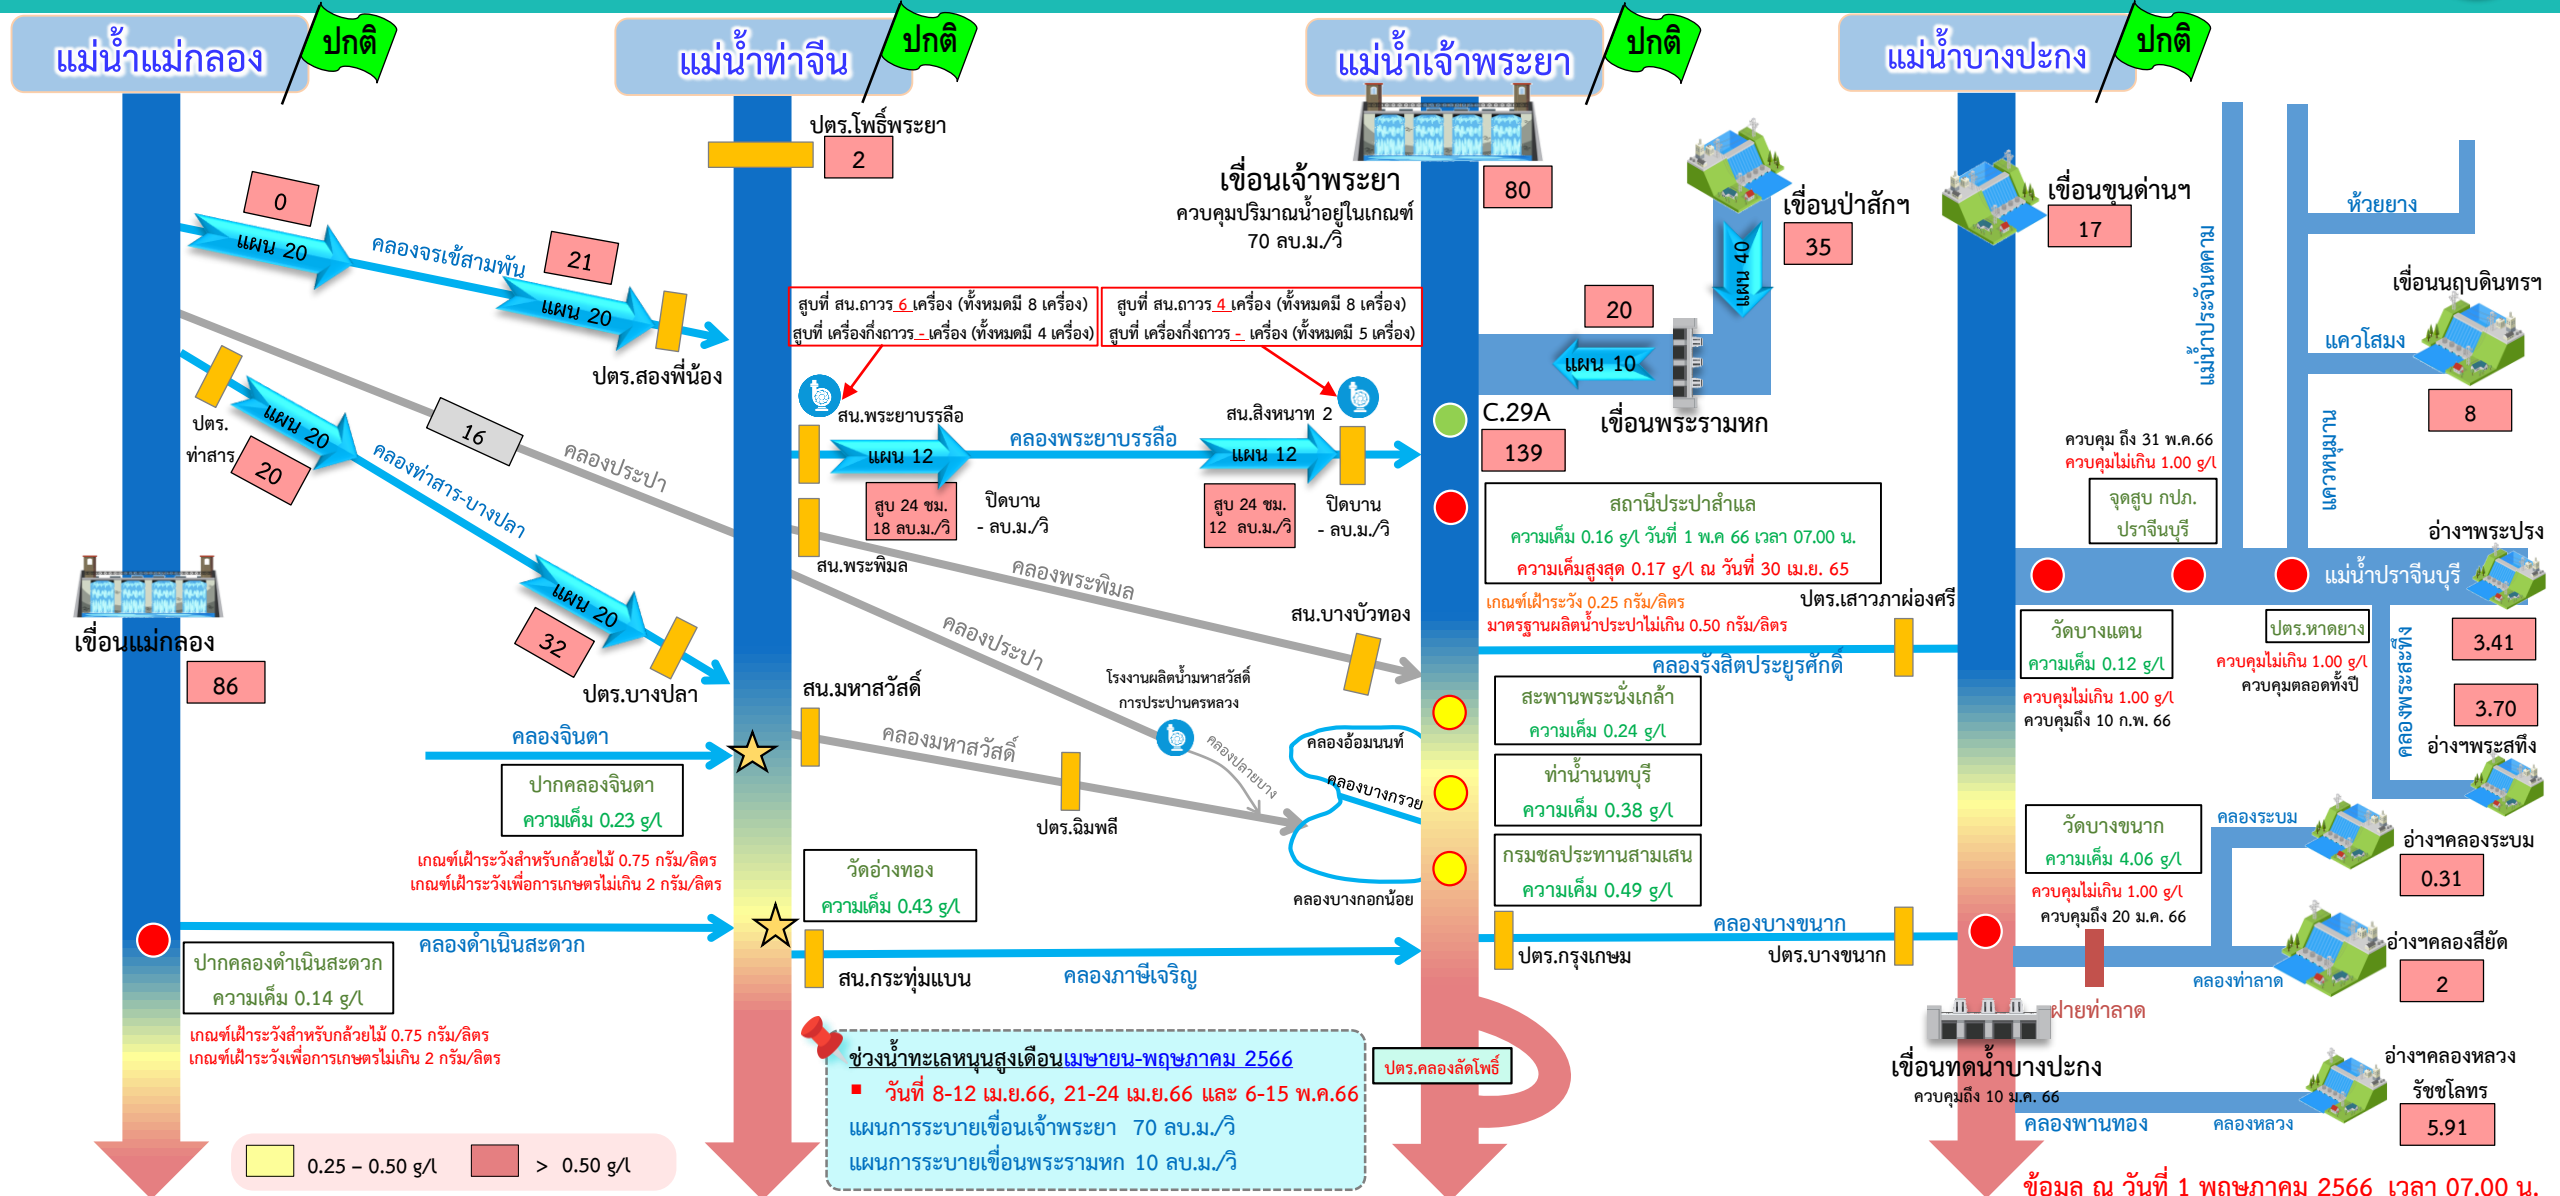 แม่น้ำแม่กลอง
ปกติ
แม่น้ำท่าจีน
ปกติ
แม่น้ำเจ้าพระยา
ปกติ
แม่น้ำบางปะกง
ปกติ
0
แผน 20
คลองจรเข้สามพัน
21
แผน 20
ปตร.สองพี่น้อง
ปตร.
ท่าสาร
20
แผน 20
คลองท่าสาร-บางปลา
16
คลองประปา
แผน 20
32
ปตร.บางปลา
เขื่อนแม่กลอง
86
คลองจินดา
ปากคลองจินดา
ความเค็ม 0.23 g/l
เกณฑ์เฝ้าระวังสำหรับกล้วยไม้ 0.75 กรัม/ลิตร
เกณฑ์เฝ้าระวังเพื่อการเกษตรไม่เกิน 2 กรัม/ลิตร
คลองดำเนินสะดวก
ปากคลองดำเนินสะดวก
ความเค็ม 0.14 g/l
เกณฑ์เฝ้าระวังสำหรับกล้วยไม้ 0.75 กรัม/ลิตร
เกณฑ์เฝ้าระวังเพื่อการเกษตรไม่เกิน 2 กรัม/ลิตร
0.25 – 0.50 g/l
> 0.50 g/l
ปตร.โพธิ์พระยา
2
สูบที่ สน.ถาวร 6 เครื่อง (ทั้งหมดมี 8 เครื่อง)
สูบที่ เครื่องกึ่งถาวร - เครื่อง (ทั้งหมดมี 4 เครื่อง)
สูบที่ สน.ถาวร 4 เครื่อง (ทั้งหมดมี 8 เครื่อง)
สูบที่ เครื่องกึ่งถาวร - เครื่อง (ทั้งหมดมี 5 เครื่อง)
สน.พระยาบรรลือ
แผน 12
คลองพระยาบรรลือ
สน.สิงหนาท 2
แผน 12
สูบ 24 ชม.
18 ลบ.ม./วิ
ปิดบาน
- ลบ.ม./วิ
สูบ 24 ชม.
12 ลบ.ม./วิ
ปิดบาน
- ลบ.ม./วิ
สน.พระพิมล
คลองพระพิมล
สน.บางบัวทอง
คลองประปา
โรงงานผลิตน้ำมหาสวัสดิ์
การประปานครหลวง
สน.มหาสวัสดิ์
คลองมหาสวัสดิ์
ปตร.ฉิมพลี
คลองปลายบาง
คลองอ้อมนนท์
คลองบางกรวย
คลองบางกอกน้อย
วัดอ่างทอง
ความเค็ม 0.43 g/l
สน.กระทุ่มแบน
คลองภาษีเจริญ
ช่วงน้ำทะเลหนุนสูงเดือนเมษายน-พฤษภาคม 2566
▪ วันที่ 8-12 เม.ย.66, 21-24 เม.ย.66 และ 6-15 พ.ค.66
แผนการระบายเขื่อนเจ้าพระยา 70 ลบ.ม./วิ
แผนการระบายเขื่อนพระรามหก 10 ลบ.ม./วิ
ปตร.คลองลัดโพธิ์
เขื่อนเจ้าพระยา
ควบคุมปริมาณน้ำอยู่ในเกณฑ์
70 ลบ.ม./วิ
80
เขื่อนป่าสักฯ
35
แผน 40
20
แผน 10
เขื่อนพระรามหก
C.29A
139
สถานีประปาสำแล
ความเค็ม 0.16 g/l วันที่ 1 พ.ค 66 เวลา 07.00 น.
ความเค็มสูงสุด 0.17 g/l ณ วันที่ 30 เม.ย. 65
เกณฑ์เฝ้าระวัง 0.25 กรัม/ลิตร
มาตรฐานผลิตน้ำประปาไม่เกิน 0.50 กรัม/ลิตร
ปตร.เสาวภาผ่องศรี
คลองรังสิตประยูรศักดิ์
สะพานพระนั่งเกล้า
ความเค็ม 0.24 g/l
ท่าน้ำนนทบุรี
ความเค็ม 0.38 g/l
กรมชลประทานสามเสน
ความเค็ม 0.49 g/l
ปตร.กรุงเกษม
คลองบางขนาก
ปตร.บางขนาก
เขื่อนขุนด่านฯ
17
แม่น้ำประจันตคาม
ห้วยยาง
เขื่อนนฤบดินทรฯ
แควโสมง
8
แควหนุมาน
ควบคุม ถึง 31 พ.ค.66
ควบคุมไม่เกิน 1.00 g/l
จุดสูบ กปภ.
ปราจีนบุรี
อ่างฯพระปรง
แม่น้ำปราจีนบุรี
3.41
วัดบางแตน
ความเค็ม 0.12 g/l
ควบคุมไม่เกิน 1.00 g/l
ควบคุมถึง 10 ก.พ. 66
ปตร.หาดยาง
ควบคุมไม่เกิน 1.00 g/l
ควบคุมตลอดทั้งปี
คลองพระสะทึง
3.70
อ่างฯพระสทึง
วัดบางขนาก
ความเค็ม 4.06 g/l
ควบคุมไม่เกิน 1.00 g/l
ควบคุมถึง 20 ม.ค. 66
คลองระบม
อ่างฯคลองระบม
0.31
อ่างฯคลองสียัด
2
คลองท่าลาด
ฝายท่าลาด
เขื่อนทดน้ำบางปะกง
ควบคุมถึง 10 ม.ค. 66
คลองพานทอง
คลองหลวง
อ่างฯคลองหลวง
รัชชโลทร
5.91
ข้อมูล ณ วันที่ 1 พฤษภาคม 2566 เวลา 07.00 น.